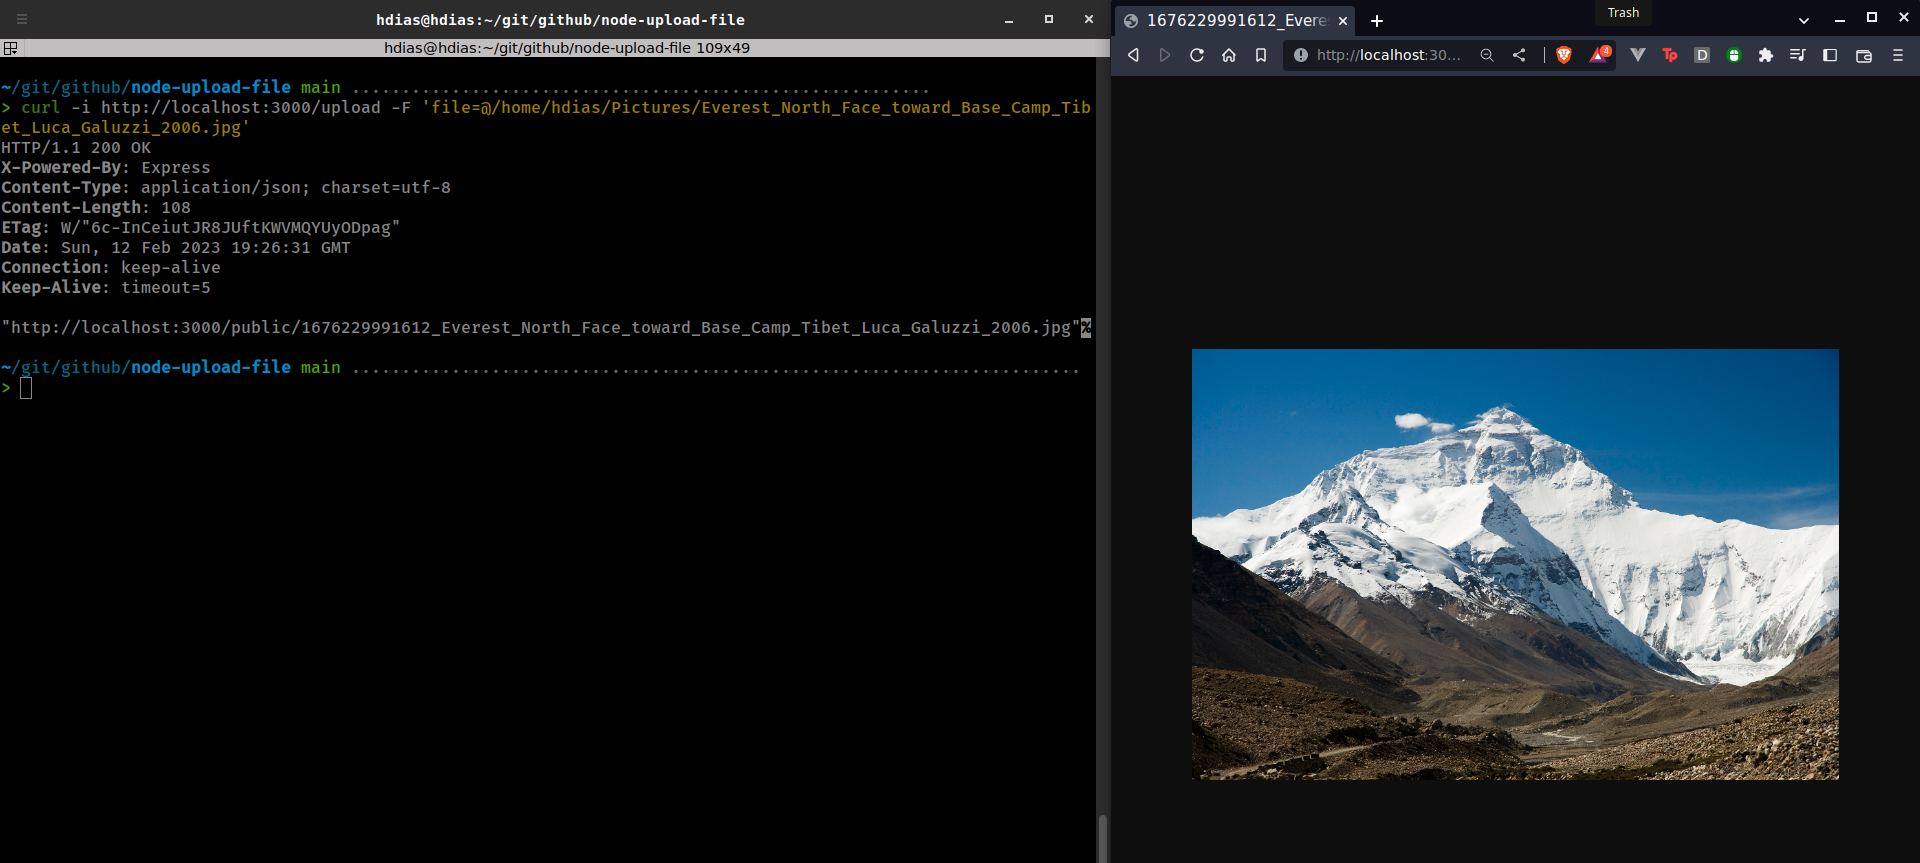 hdias@hdias:~/git/github/node-upload-file
hdias@hdias:~/git/github/node-upload-file 109x49
~/git/github/node-upload-file main ..........................................................
> curl -i http://localhost:3000/upload -F 'file=@/home/hdias/Pictures/Everest_North_Face_toward_Base_Camp_Tib
et_Luca_Galuzzi_2006.jpg'
HTTP/1.1 200 OK
X-Powered-By: Express
Content-Type: application/json; charset=utf-8
Content-Length: 108
ETag: W/"6c-InCeiutJR8JUftKWVMQYUyODpag"
Date: Sun, 12 Feb 2023 19:26:31 GMT
Connection: keep-alive
Keep-Alive: timeout=5
"http://localhost:3000/public/1676229991612_Everest_North_Face_toward_Base_Camp_Tibet_Luca_Galuzzi_2006.jpg"%
~/git/github/node-upload-file main .........................................................................
>
1676229991612_Evere
Trash
http://localhost:30...
4
Tp
D